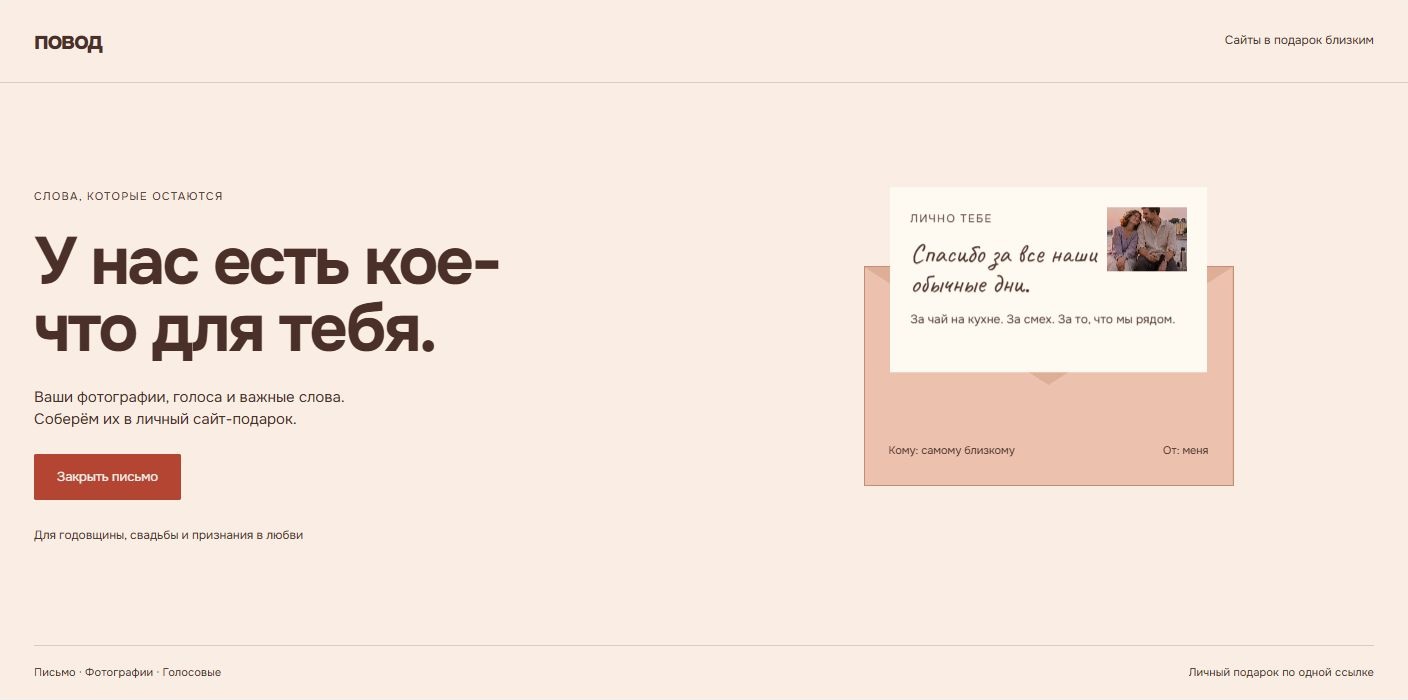 повод
Сайты в подарок близким
СЛОВА, КОТОРЫЕ ОСТАЮТСЯ
У нас есть кое-
что для тебя.
Ваши фотографии, голоса и важные слова.
Соберём их в личный сайт-подарок.
Закрыть письмо
Для годовщины, свадьбы и признания в любви
ЛИЧНО ТЕБЕ
Спасибо за все наши
обычные дни.
За чай на кухне. За смех. За то, что мы рядом.
Кому: самому близкому
От: меня
Письмо · Фотографии · Голосовые
Личный подарок по одной ссылке